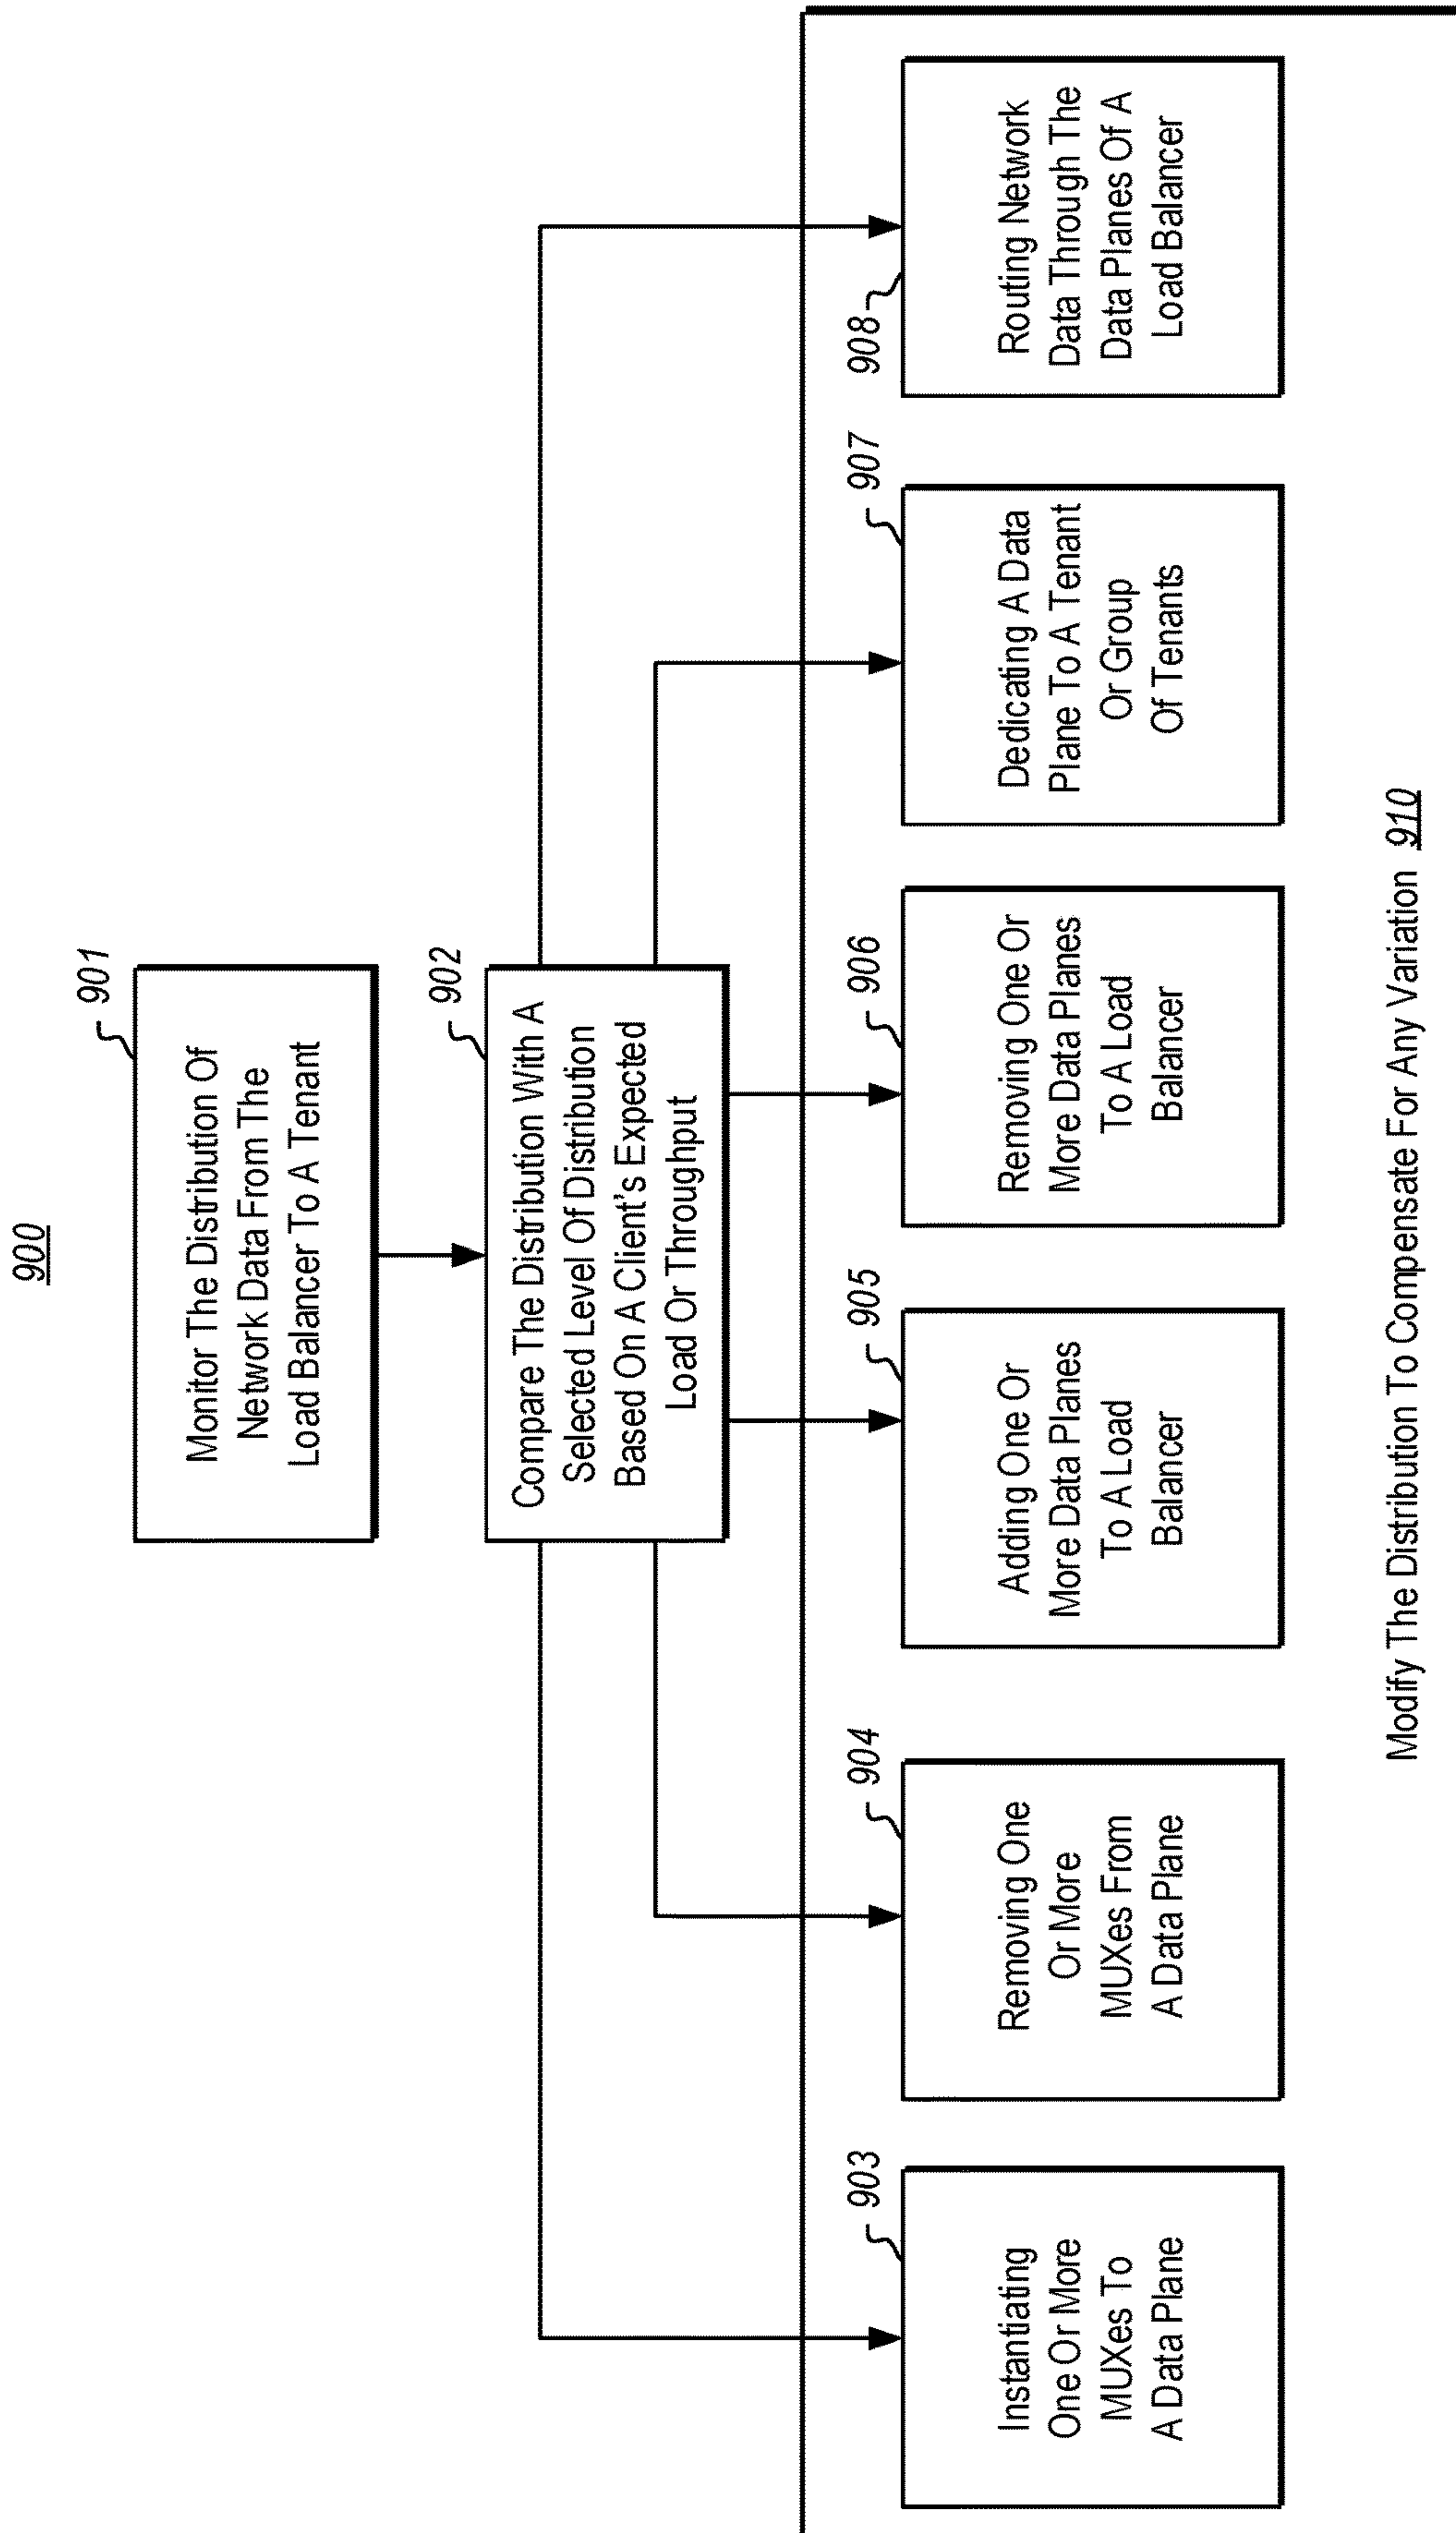 900
901
Monitor The Distribution Of
Network Data From The
Load Balancer To A Tenant
902
Compare The Distribution With A
Selected Level Of Distribution
Based On A Client's Expected
Load Or Throughput
903
Instantiating
One Or More
MUXes To
A Data Plane
904
Removing One
Or More
MUXes From
A Data Plane
905
Adding One Or
More Data Planes
To A Load
Balancer
906
Removing One Or
More Data Planes
To A Load
Balancer
907
Dedicating A Data
Plane To A Tenant
Or Group
Of Tenants
908
Routing Network
Data Through The
Data Planes Of A
Load Balancer
Modify The Distribution To Compensate For Any Variation 910